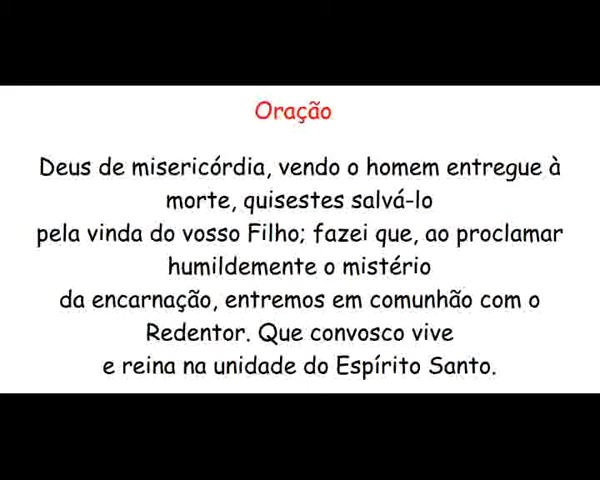 Oração
Deus de misericórdia, vendo o homem entregue à
morte, quisestes salvá-lo
pela vinda do vosso Filho; fazei que, ao proclamar
humildemente o mistério
da encarnação, entremos em comunhão com o
Redentor. Que convosco vive
e reina na unidade do Espírito Santo.